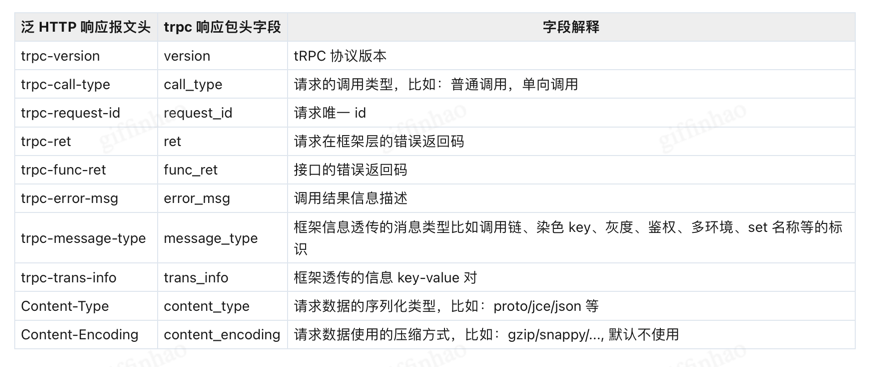 泛 HTTP 响应报文头 trpc 响应包头字段 字段解释
trpc-version version tRPC 协议版本
trpc-call-type call_type 请求的调用类型，比如：普通调用，单向调用
trpc-request-id request_id 请求唯一 id
trpc-ret ret 请求在框架层的错误返回码
trpc-func-ret func_ret 接口的错误返回码
trpc-error-msg error_msg 调用结果信息描述
trpc-message-type message_type 框架信息透传的消息类型比如调用链、染色 key、灰度、鉴权、多环境、set 名称等的标
识
trpc-trans-info trans_info 框架透传的信息 key-value 对
Content-Type content_type 请求数据的序列化类型，比如：proto/jce/json 等
Content-Encoding content_encoding 请求数据使用的压缩方式，比如：gzip/snappy/..., 默认不使用
giffinhao
giffinhao
giffinhao
giffinhao
giffinhao
giffinhao